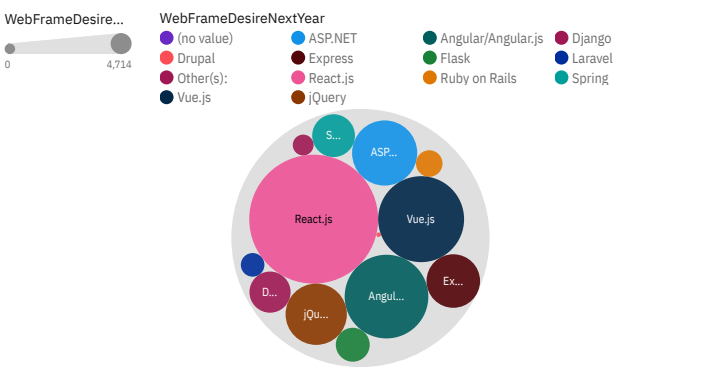 WebFrameDesire...
0
4,714
WebFrameDesireNextYear
(no value)
ASP.NET
Angular/Angular.js
Django
Drupal
Express
Flask
Laravel
Other(s):
React.js
Ruby on Rails
Spring
Vue.js
jQuery
S...
ASP...
React.js
Vue.js
Ex...
D...
Angul...
jQu...